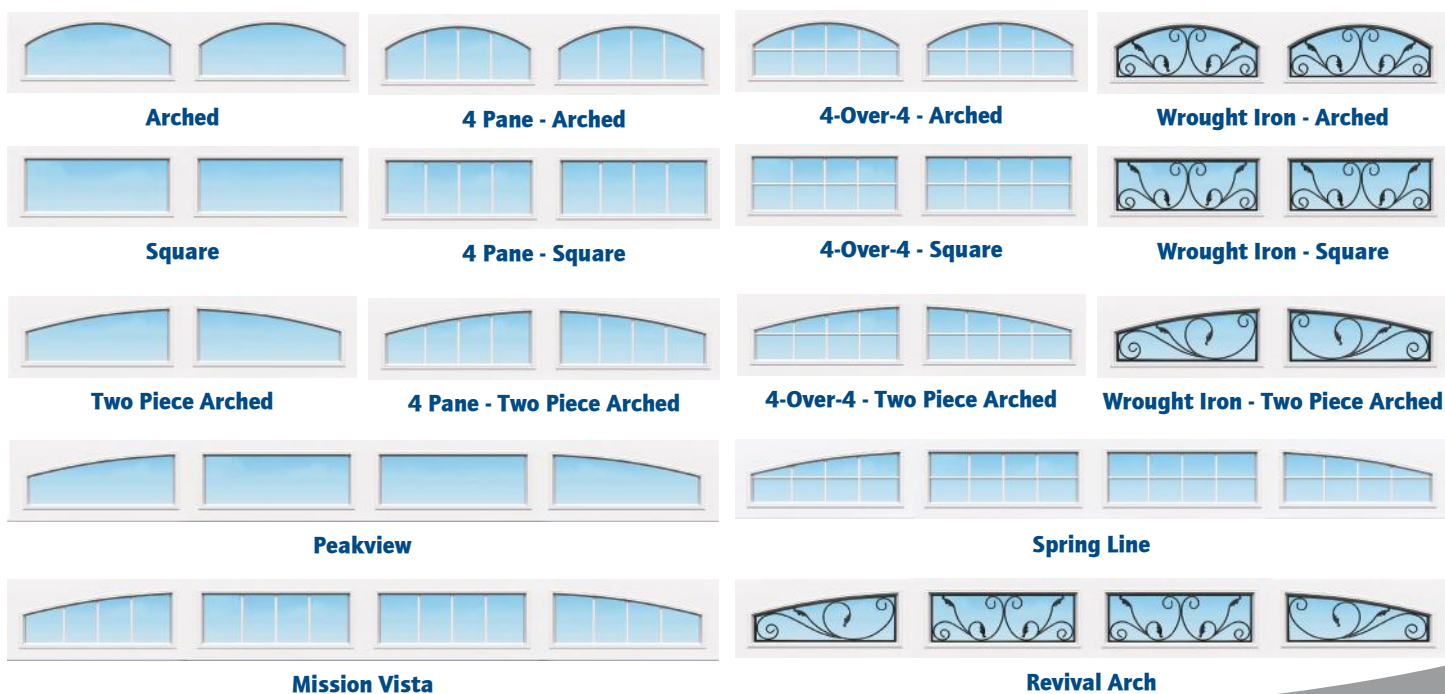 Arched
4 Pane - Arched
4-Over-4 - Arched
Wrought Iron - Arched
Square
4 Pane - Square
4-Over-4 - Square
Wrought Iron - Square
Two Piece Arched
4 Pane - Two Piece Arched
4-Over-4 - Two Piece Arched
Wrought Iron - Two Piece Arched
Peakview
Spring Line
Mission Vista
Revival Arch